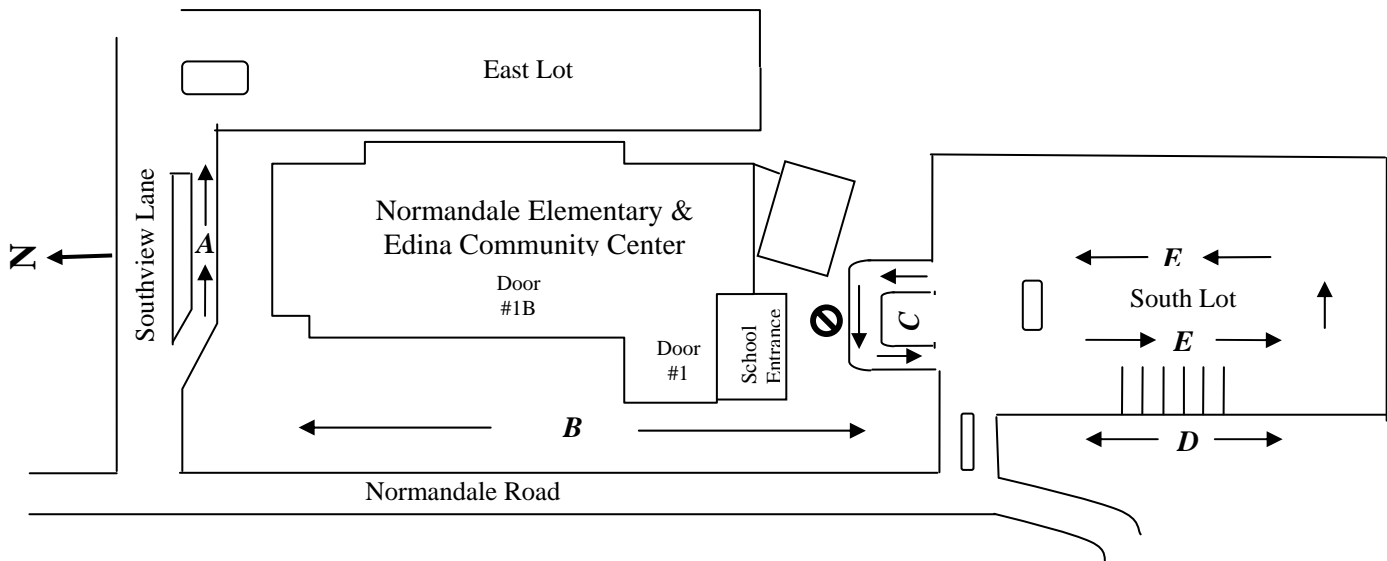 East Lot
Southview Lane
A
N
Normandale Elementary &
Edina Community Center
Door
#1B
Door
#1
School
Entrance
C
E
South Lot
E
B
D
Normandale Road